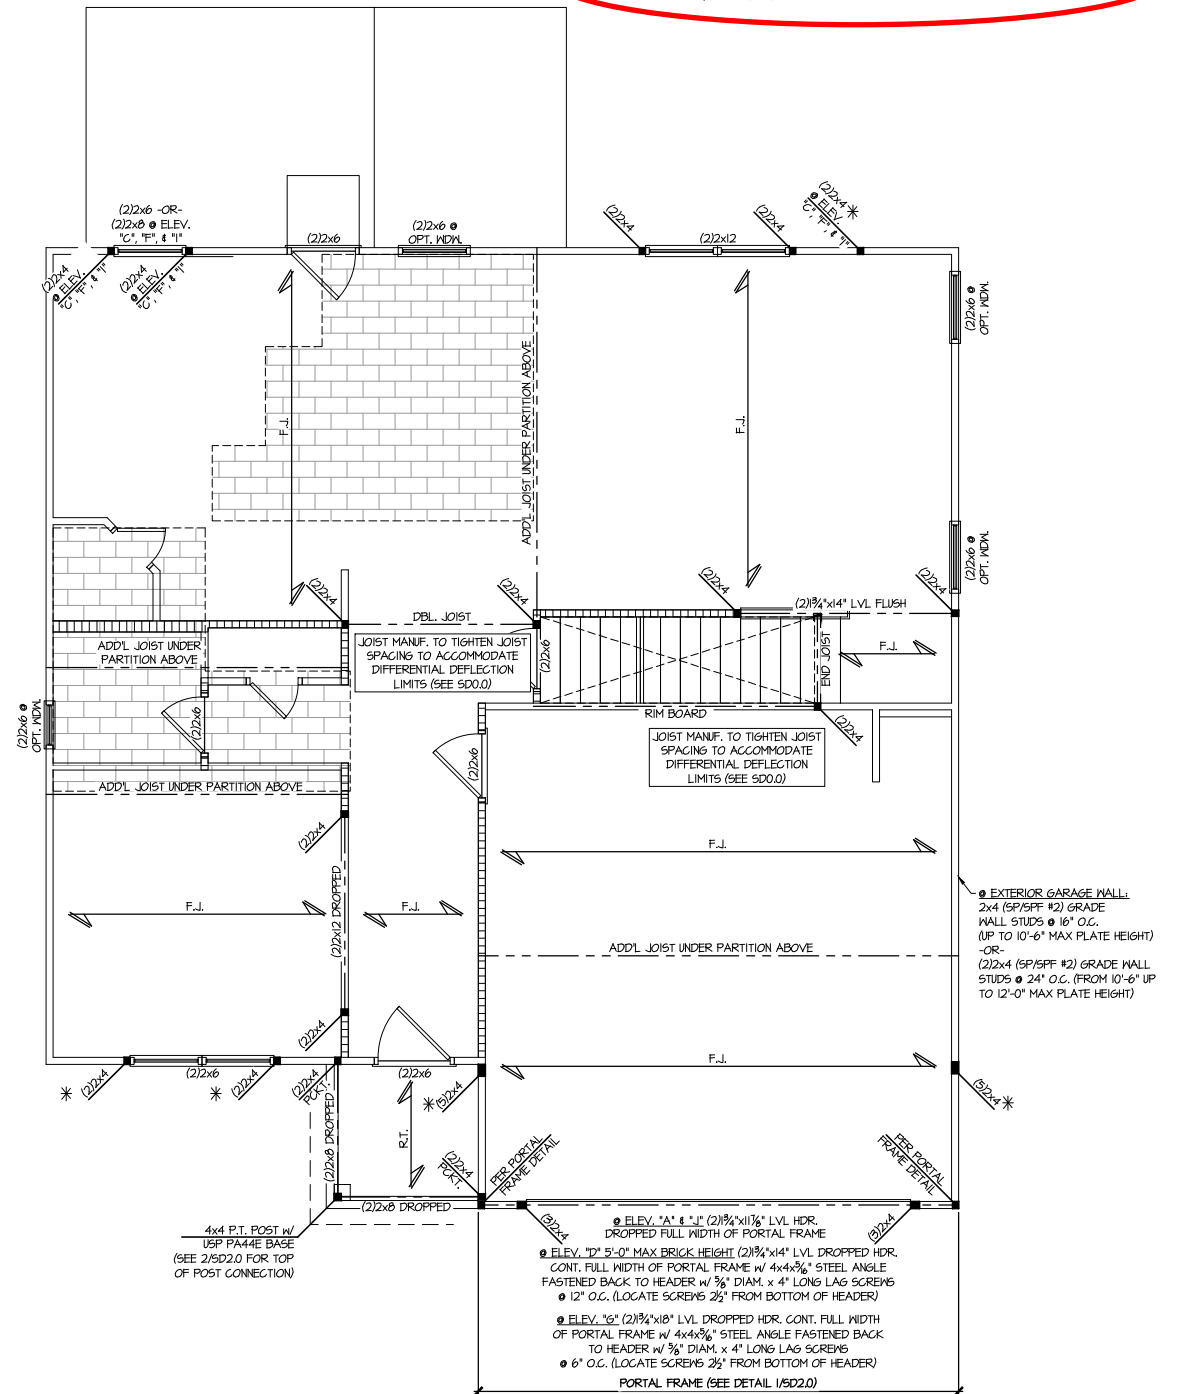 (2)2x6 -OR-
(2)2x8 @ ELEV.
"C", "F", & "I"
(2)2x6
(2)2x6 @
OPT. WDW.
(2)2x4
(2)2x12
(2)2x4
(2)2x4 *
@ ELEV.
"C", "F", & "I"
(2)2x4
@ ELEV.
"C", "F", & "I"
(2)2x4
@ ELEV.
"C", "F", & "I"
(2)2x6 @
OPT. WDW.
F.J.
ADD'L JOIST UNDER PARTITION ABOVE
F.J.
(2)2x6 @
OPT. WDW.
(2)2x4
(2)2x4
(2)2x4
(2)2x4
DBL. JOIST
(2)1¾"x14" LVL FLUSH
ADD'L JOIST UNDER
PARTITION ABOVE
JOIST MANUF. TO TIGHTEN JOIST
SPACING TO ACCOMMODATE
DIFFERENTIAL DEFLECTION
LIMITS (SEE SD0.0)
(2)2x6
END JOIST
F.J.
(2)2x6 @
OPT. WDW.
(2)2x6
RIM BOARD
(2)2x4
JOIST MANUF. TO TIGHTEN JOIST
SPACING TO ACCOMMODATE
DIFFERENTIAL DEFLECTION
LIMITS (SEE SD0.0)
(2)2x6
ADD'L JOIST UNDER PARTITION ABOVE
(2)2x4
F.J.
(2)2x12 DROPPED
F.J.
F.J.
@ EXTERIOR GARAGE WALL:
2x4 (SP/SPF #2) GRADE
WALL STUDS @ 16" O.C.
(UP TO 10'-6" MAX PLATE HEIGHT)
-OR-
(2)2x4 (SP/SPF #2) GRADE WALL
STUDS @ 24" O.C. (FROM 10'-6" UP
TO 12'-0" MAX PLATE HEIGHT)
ADD'L JOIST UNDER PARTITION ABOVE
(2)2x4
F.J.
* (2)2x4
(2)2x6
* (2)2x4
(2)2x4
PCKT.
(2)2x6
* (5)2x4
(5)2x4 *
(2)2x8 DROPPED
R.T.
(2)2x4
PCKT.
PER PORTAL
FRAME DETAIL
PER PORTAL
FRAME DETAIL
(2)2x8 DROPPED
4x4 P.T. POST W/
USP PA44E BASE
(SEE 2/SD2.0 FOR TOP
OF POST CONNECTION)
(3)2x4
(3)2x4
@ ELEV. "A" & "J" (2)1¾"x11⅞" LVL HDR.
DROPPED FULL WIDTH OF PORTAL FRAME
@ ELEV. "D" 5'-0" MAX BRICK HEIGHT (2)1¾"x14" LVL DROPPED HDR.
CONT. FULL WIDTH OF PORTAL FRAME W/ 4x4x5⁄16" STEEL ANGLE
FASTENED BACK TO HEADER W/ ⅝" DIAM. x 4" LONG LAG SCREWS
@ 12" O.C. (LOCATE SCREWS 2½" FROM BOTTOM OF HEADER)
@ ELEV. "G" (2)1¾"x18" LVL DROPPED HDR. CONT. FULL WIDTH
OF PORTAL FRAME W/ 4x4x5⁄16" STEEL ANGLE FASTENED BACK
TO HEADER W/ ⅝" DIAM. x 4" LONG LAG SCREWS
@ 6" O.C. (LOCATE SCREWS 2½" FROM BOTTOM OF HEADER)
PORTAL FRAME (SEE DETAIL 1/SD2.0)